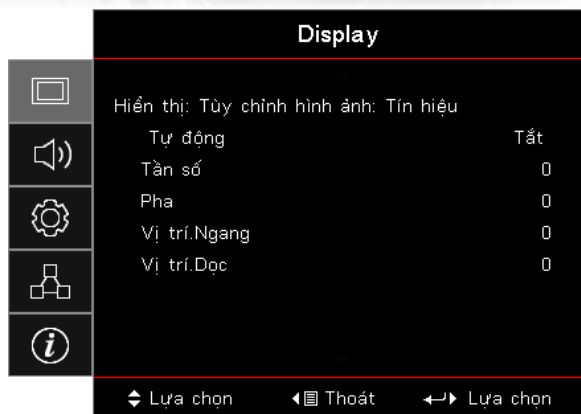 Display
Hiển thị: Tùy chỉnh hình ảnh: Tín hiệu
Tự động Tắt
Tần số 0
Pha 0
Vị trí.Ngang 0
Vị trí.Dọc 0
Lựa chọn Thoát Lựa chọn